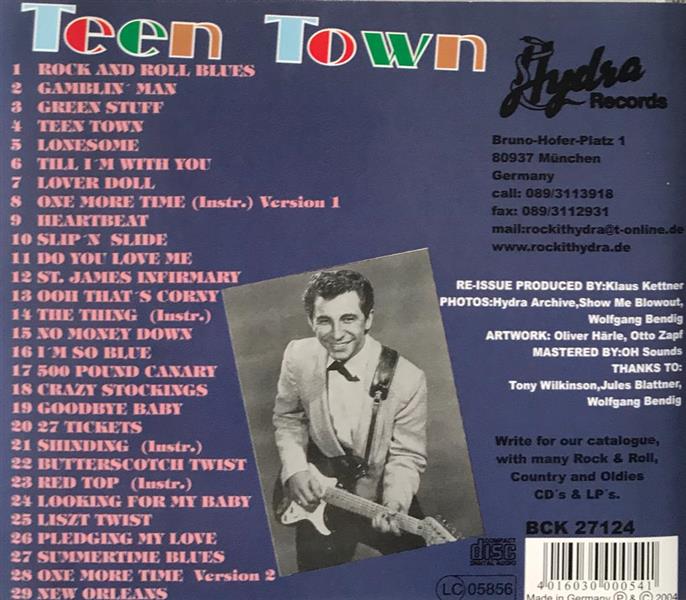 Teen Town
1 ROCK AND ROLL BLUES
2 GAMBLIN´ MAN
3 GREEN STUFF
4 TEEN TOWN
5 LONESOME
6 TILL I´M WITH YOU
7 LOVER DOLL
8 ONE MORE TIME (Instr.) Version 1
9 HEARTBEAT
10 SLIP´N SLIDE
11 DO YOU LOVE ME
12 ST. JAMES INFIRMARY
13 OOH THAT´S CORNY
14 THE THING (Instr.)
15 NO MONEY DOWN
16 I´M SO BLUE
17 500 POUND CANARY
18 CRAZY STOCKINGS
19 GOODBYE BABY
20 27 TICKETS
21 SHINDING (Instr.)
22 BUTTERSCOTCH TWIST
23 RED TOP (Instr.)
24 LOOKING FOR MY BABY
25 LISZT TWIST
26 PLEDGING MY LOVE
27 SUMMERTIME BLUES
28 ONE MORE TIME Version 2
29 NEW ORLEANS
Hydra
Records
Bruno-Hofer-Platz 1
80937 München
Germany
call: 089/3113918
fax: 089/3112931
mail:rockithydra@t-online.de
www.rockithydra.de
RE-ISSUE PRODUCED BY:Klaus Kettner
PHOTOS:Hydra Archive,Show Me Blowout,
Wolfgang Bendig
ARTWORK: Oliver Härle, Otto Zapf
MASTERED BY:OH Sounds
THANKS TO:
Tony Wilkinson,Jules Blattner,
Wolfgang Bendig
Write for our catalogue,
with many Rock & Roll,
Country and Oldies
CD´s & LP´s.
BCK 27124
COMPACT
disc
DIGITAL AUDIO
LC 05856
4016030 000541
Made in Germany P & C 2004